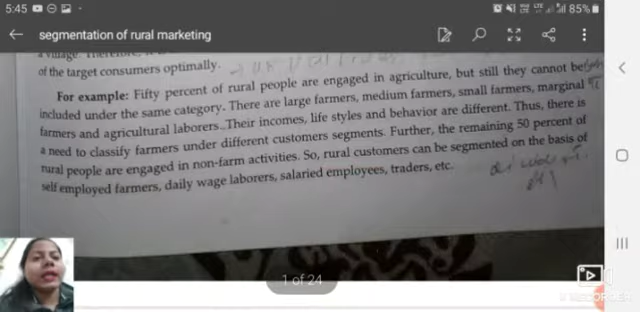 5:45
85%
segmentation of rural marketing
a village. Therefore,
of the target consumers optimally.
For example: Fifty percent of rural people are engaged in agriculture, but still they cannot be
included under the same category. There are large farmers, medium farmers, small farmers, marginal
farmers and agricultural laborers. Their incomes, life styles and behavior are different. Thus, there is
a need to classify farmers under different customers segments. Further, the remaining 50 percent of
rural people are engaged in non-farm activities. So, rural customers can be segmented on the basis of
self employed farmers, daily wage laborers, salaried employees, traders, etc.
1 of 24
RECORDER